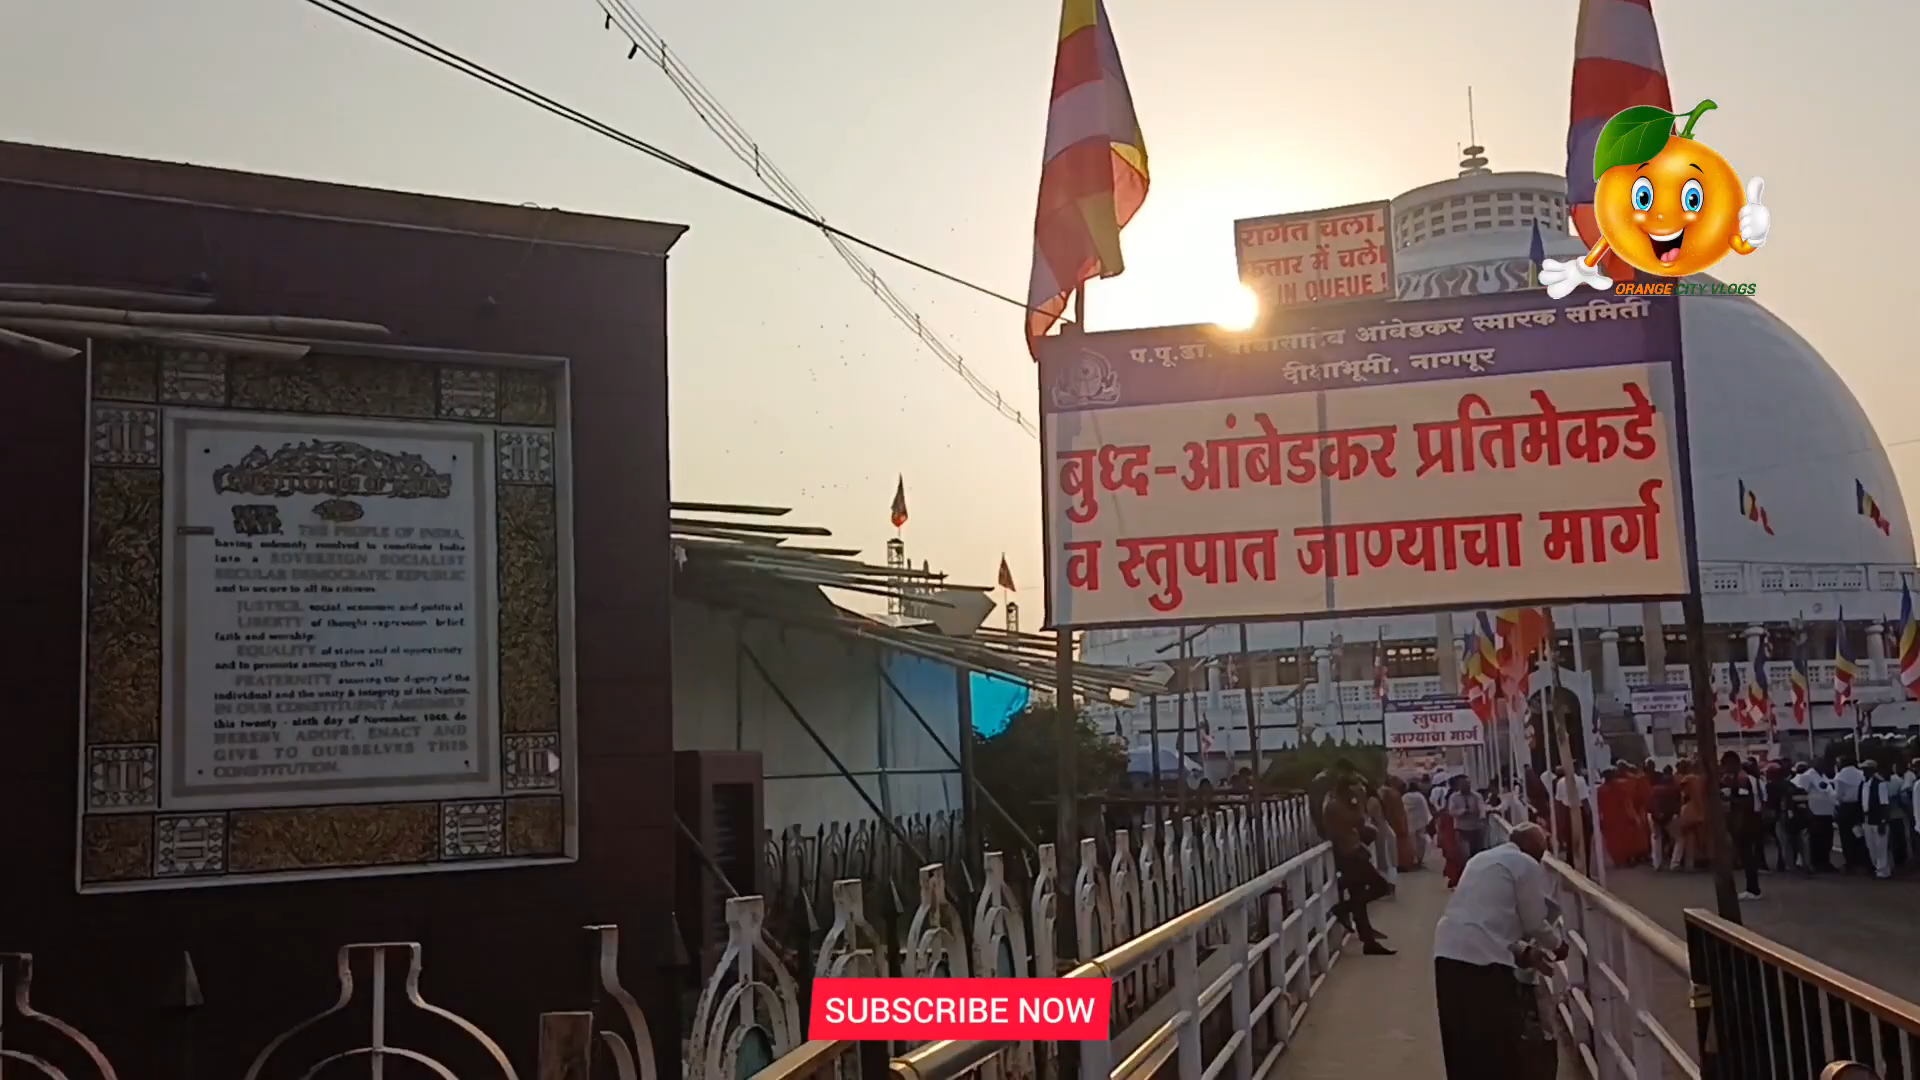 THE PEOPLE OF INDIA,
having solemnly resolved to constitute India
into a SOVEREIGN SOCIALIST
SECULAR DEMOCRATIC REPUBLIC
and to secure to all its citizens
JUSTICE, social, economic and political
LIBERTY of thought expression belief
faith and worship;
EQUALITY of status and of opportunity
and to promote among them all
FRATERNITY assuring the dignity of the
individual and the unity & integrity of the Nation.
IN OUR CONSTITUENT ASSEMBLY
this twenty - sixth day of November, 1949, do
HEREBY ADOPT, ENACT AND
GIVE TO OURSELVES THIS
CONSTITUTION.
रांगेत चला.
कतार में चले!
IN QUEUE !
प.पू.डा. बाबासाहेब आंबेडकर स्मारक समिती
दीक्षाभूमी, नागपूर
बुध्द-आंबेडकर प्रतिमेकडे
व स्तुपात जाण्याचा मार्ग
स्तुपात
जाण्याचा मार्ग
ENTRY
ORANGE CITY VLOGS
SUBSCRIBE NOW